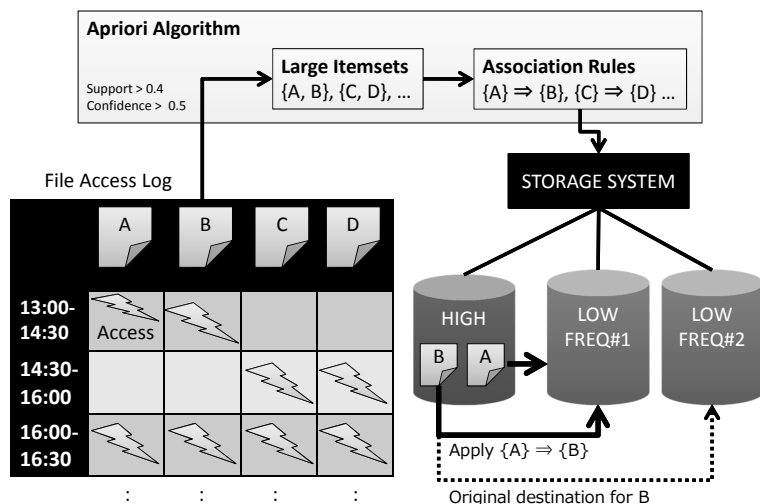 Apriori Algorithm
Support > 0.4
Confidence > 0.5
Large Itemsets
{A, B}, {C, D}, ...
Association Rules
{A} ⇒ {B}, {C} ⇒ {D} ...
File Access Log
A B C D
13:00-
14:30
Access
14:30-
16:00
16:00-
16:30
: : : :
STORAGE SYSTEM
HIGH
B A
LOW
FREQ#1
LOW
FREQ#2
Apply {A} ⇒ {B}
Original destination for B